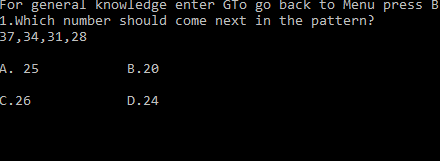 For general knowledge enter GTo go back to Menu press B
1.Which number should come next in the pattern?
37,34,31,28
A. 25 B.20
C.26 D.24